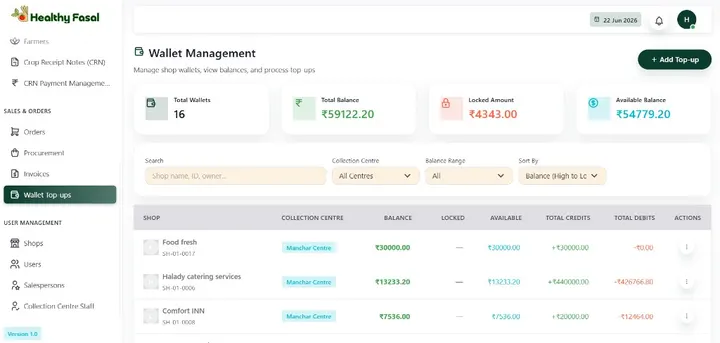 Healthy Fasal
Farmers
Crop Receipt Notes (CRN)
CRN Payment Manageme...
SALES & ORDERS
Orders
Procurement
Invoices
Wallet Top-ups
USER MANAGEMENT
Shops
Users
Salespersons
Collection Centre Staff
Version 1.0
22 Jun 2026
H
Wallet Management
Manage shop wallets, view balances, and process top-ups
+ Add Top-up
Total Wallets
16
Total Balance
₹59122.20
Locked Amount
₹4343.00
Available Balance
₹54779.20
Search
Shop name, ID, owner...
Collection Centre
All Centres
Balance Range
All
Sort By
Balance (High to Lo
SHOP COLLECTION CENTRE BALANCE LOCKED AVAILABLE TOTAL CREDITS TOTAL DEBITS ACTIONS
Food fresh
SH-01-0017
Manchar Centre ₹30000.00 — ₹30000.00 +₹30000.00 -₹0.00
Halady catering services
SH-01-0006
Manchar Centre ₹13233.20 — ₹13233.20 +₹440000.00 -₹426766.80
Comfort INN
SH-01-0008
Manchar Centre ₹7536.00 — ₹7536.00 +₹20000.00 -₹12464.00